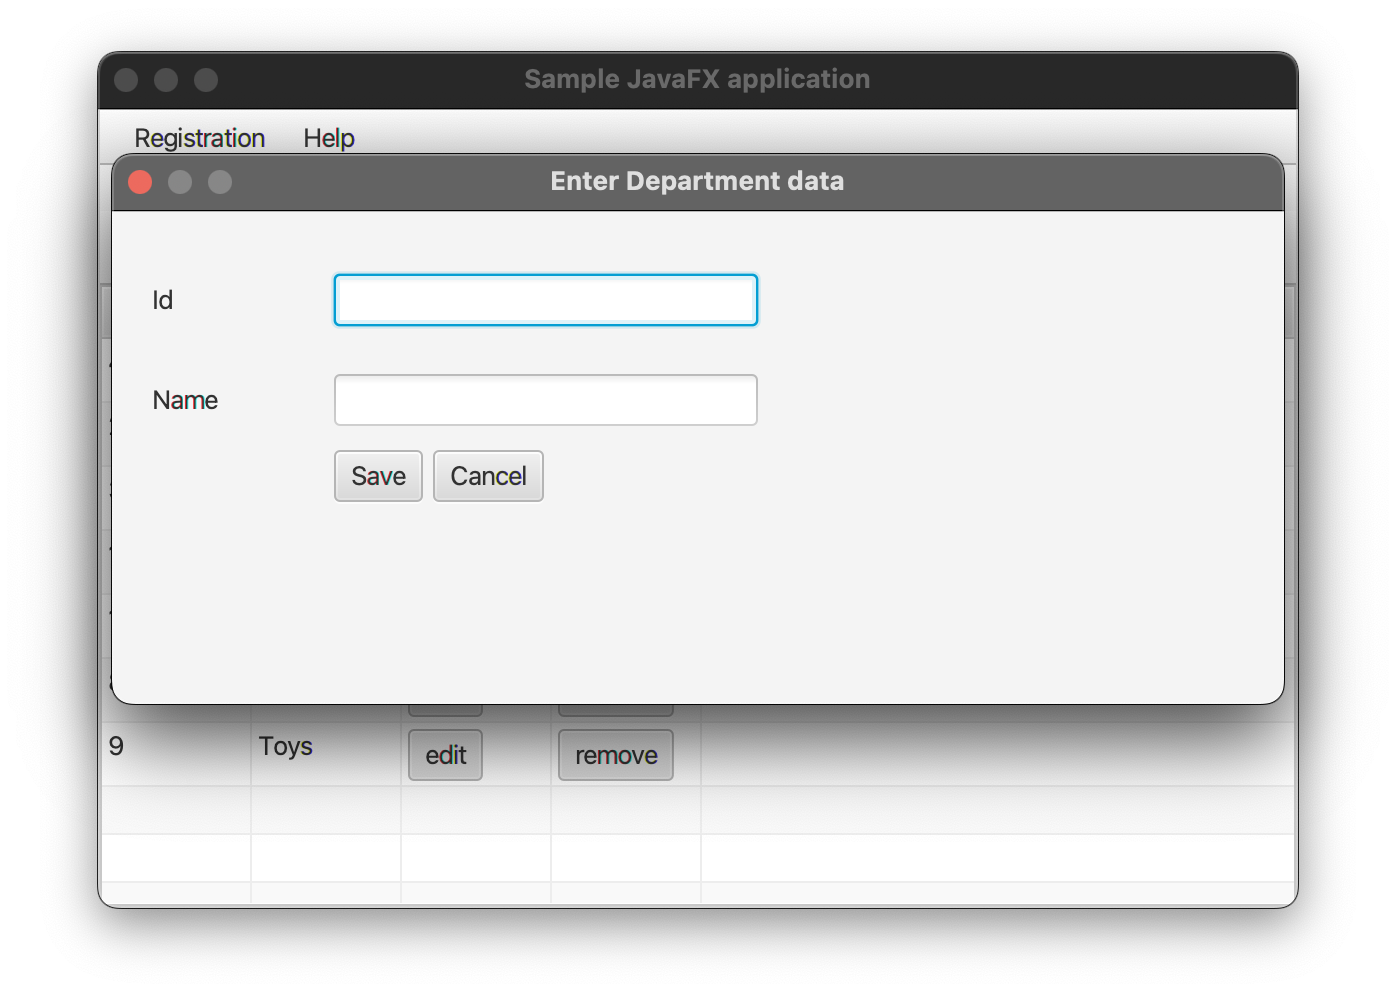 Sample JavaFX application
Registration Help
Enter Department data
Id
Name
Save Cancel
9 Toys edit remove